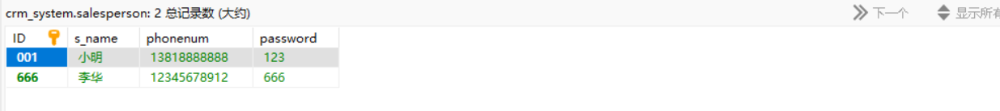 crm_system.salesperson: 2 总记录数 (大约) 下一个 显示所有
ID s_name phonenum password
001 小明 13818888888 123
666 李华 12345678912 666